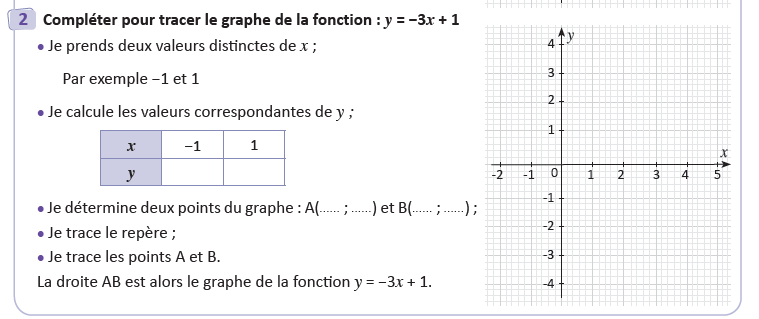 2 Compléter pour tracer le graphe de la fonction : y = –3x + 1
• Je prends deux valeurs distinctes de x ;
Par exemple –1 et 1
• Je calcule les valeurs correspondantes de y ;
x –1 1
y
• Je détermine deux points du graphe : A(...... ; ......) et B(...... ; ......) ;
• Je trace le repère ;
• Je trace les points A et B.
La droite AB est alors le graphe de la fonction y = –3x + 1.
y
4
3
2
1
x
-2 -1 0 1 2 3 4 5
-1
-2
-3
-4